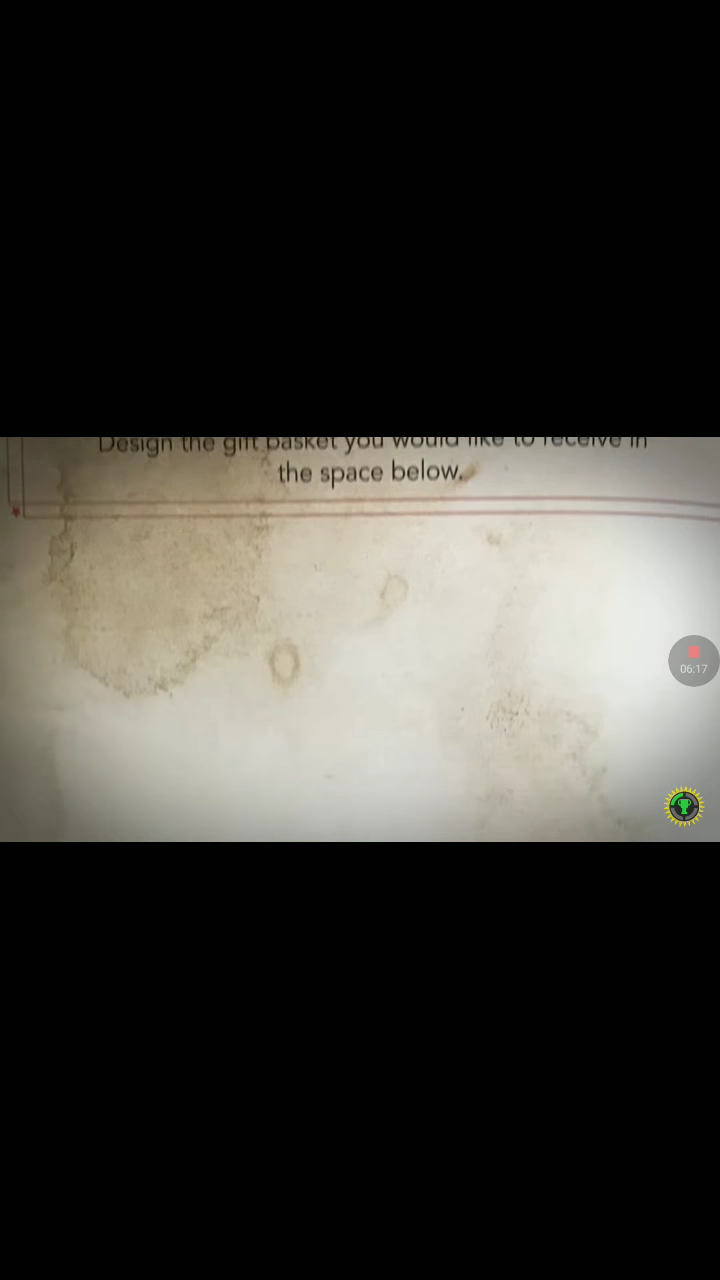 Design the gift basket you would like to receive in
the space below.
06:17